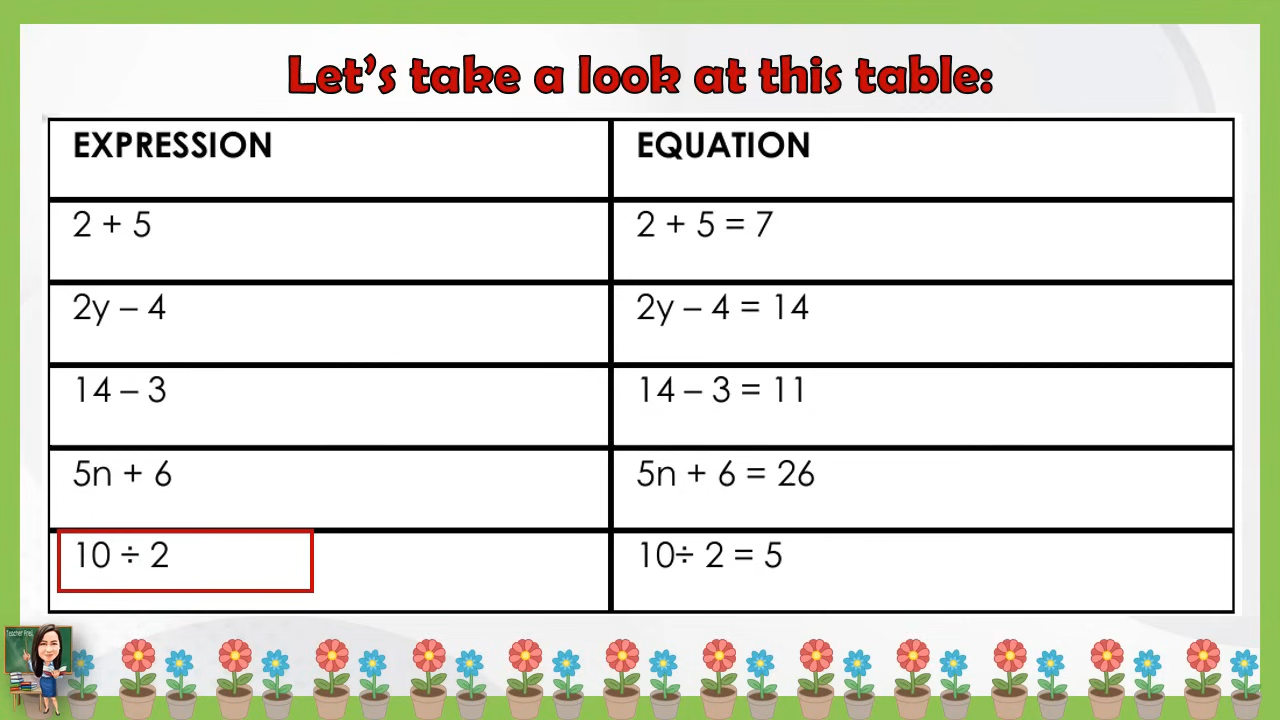 Let's take a look at this table:
EXPRESSION EQUATION
2 + 5 2 + 5 = 7
2y – 4 2y – 4 = 14
14 – 3 14 – 3 = 11
5n + 6 5n + 6 = 26
10 ÷ 2 10÷ 2 = 5